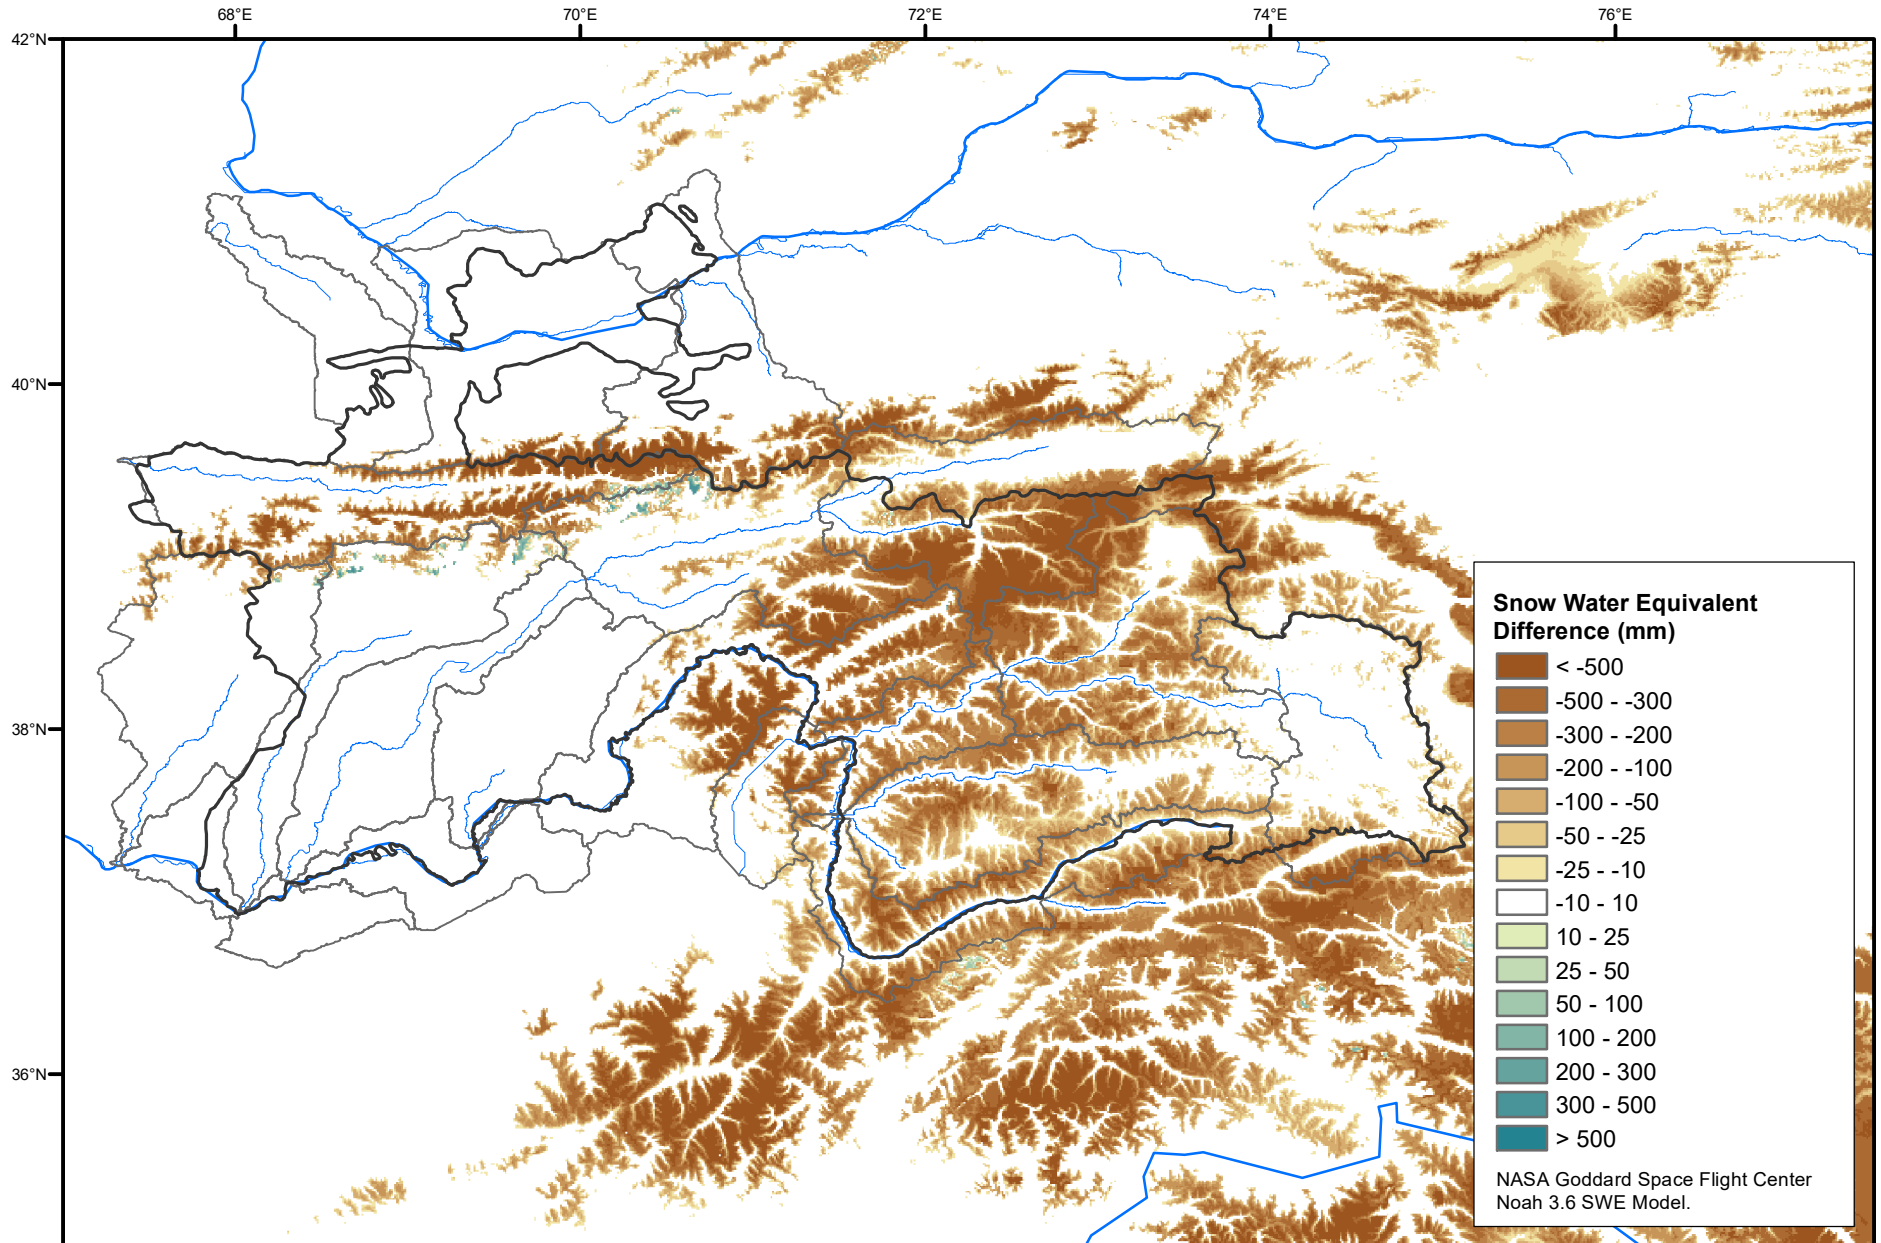 68°E
70°E
72°E
74°E
76°E
42°N
40°N
38°N
36°N
Snow Water Equivalent
Difference (mm)
< -500
-500 - -300
-300 - -200
-200 - -100
-100 - -50
-50 - -25
-25 - -10
-10 - 10
10 - 25
25 - 50
50 - 100
100 - 200
200 - 300
300 - 500
> 500
NASA Goddard Space Flight Center
Noah 3.6 SWE Model.